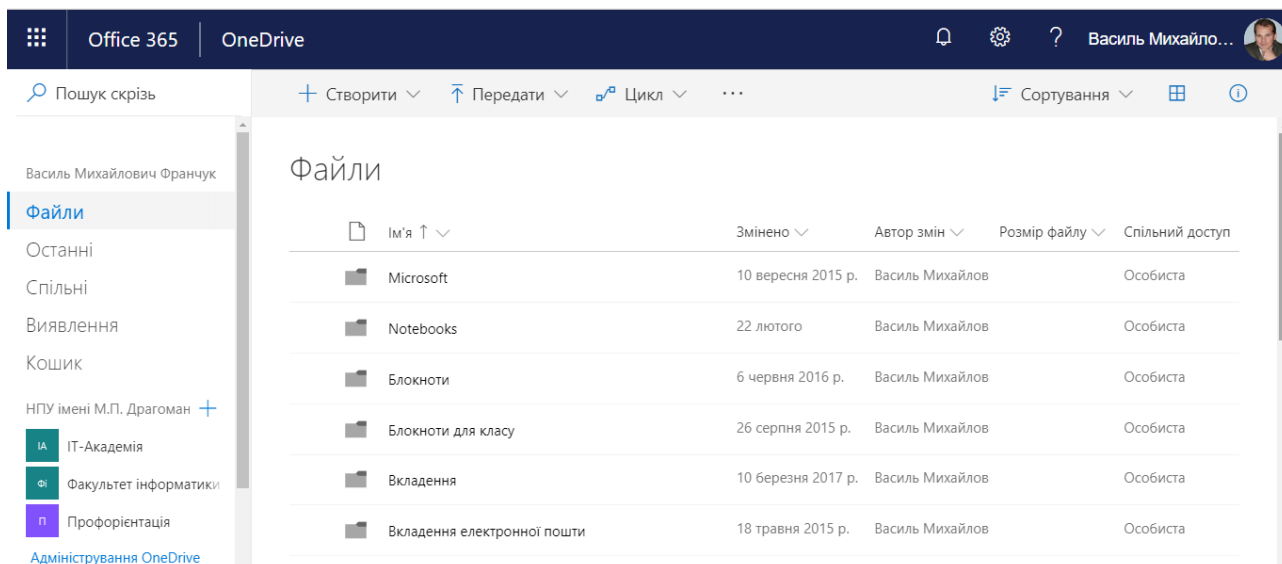 Office 365 OneDrive Василь Михайло...
Пошук скрізь Створити Передати Цикл ... Сортування
Василь Михайлович Франчук
Файли
Останні
Спільні
Виявлення
Кошик
НПУ імені М.П. Драгоман
ІА ІТ-Академія
Фі Факультет інформатики
П Профорієнтація
Адміністрування OneDrive
Файли
Ім'я Змінено Автор змін Розмір файлу Спільний доступ
Microsoft 10 вересня 2015 р. Василь Михайлов Особиста
Notebooks 22 лютого Василь Михайлов Особиста
Блокноти 6 червня 2016 р. Василь Михайлов Особиста
Блокноти для класу 26 серпня 2015 р. Василь Михайлов Особиста
Вкладення 10 березня 2017 р. Василь Михайлов Особиста
Вкладення електронної пошти 18 травня 2015 р. Василь Михайлов Особиста